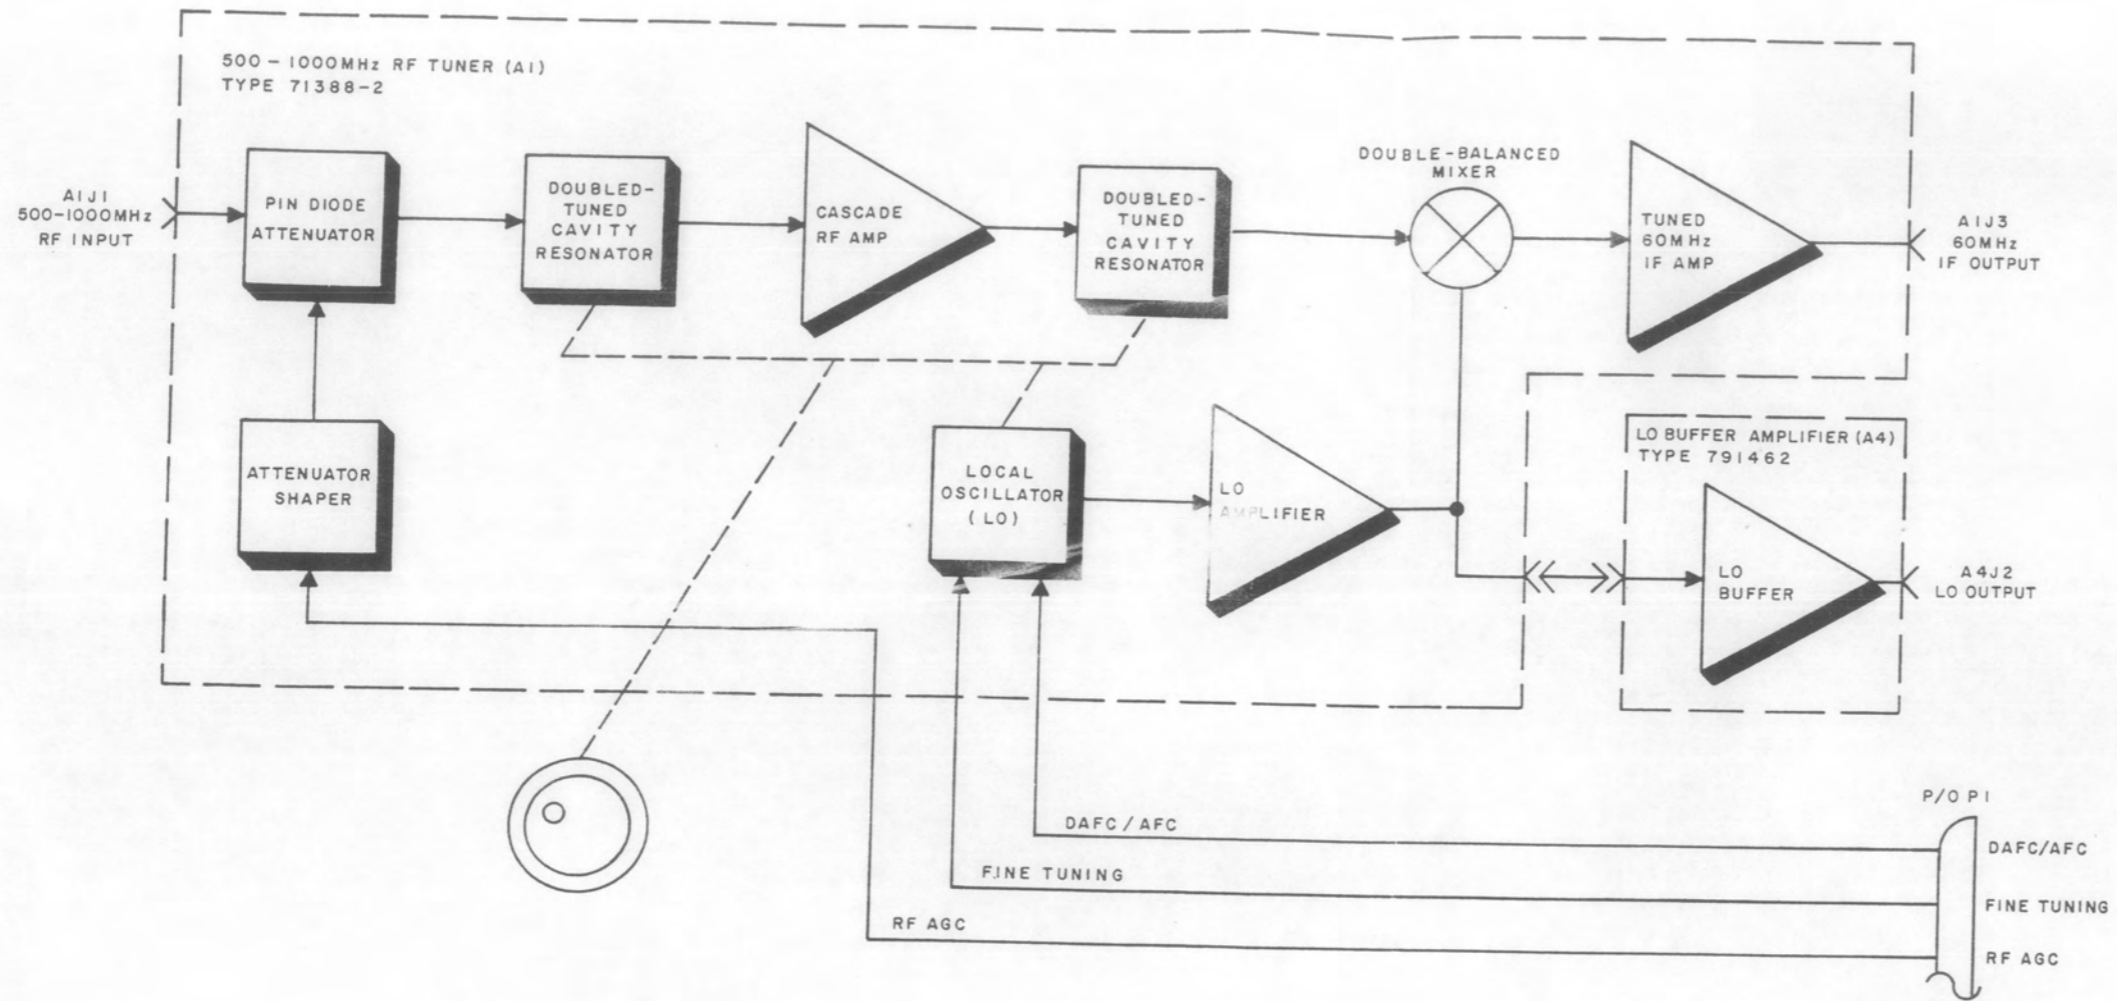 500-1000MHz RF TUNER (A1)
TYPE 71388-2
A1J1
500-1000MHz
RF INPUT
PIN DIODE
ATTENUATOR
DOUBLED-
TUNED
CAVITY
RESONATOR
CASCADE
RF AMP
DOUBLED-
TUNED
CAVITY
RESONATOR
DOUBLE-BALANCED
MIXER
TUNED
60MHz
IF AMP
A1J3
60MHz
IF OUTPUT
ATTENUATOR
SHAPER
LOCAL
OSCILLATOR
(LO)
LO
AMPLIFIER
LO BUFFER AMPLIFIER (A4)
TYPE 791462
LO
BUFFER
A4J2
LO OUTPUT
P/O P1
DAFC / AFC
DAFC/AFC
FINE TUNING
FINE TUNING
RF AGC
RF AGC